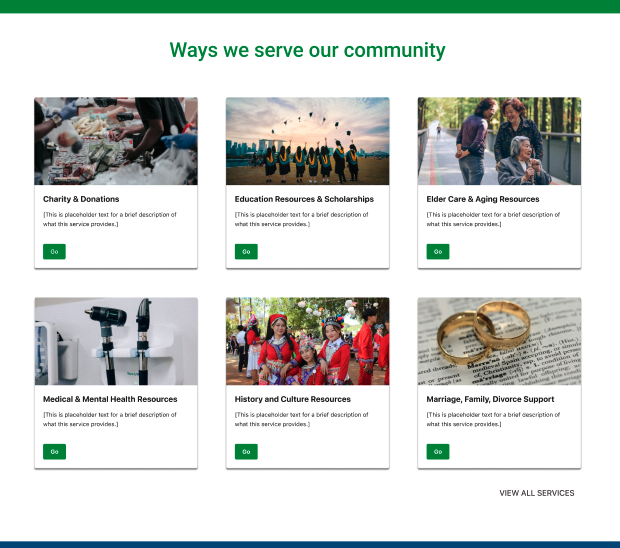 Ways we serve our community
Charity & Donations
[This is placeholder text for a brief description of
what this service provides.]
Go
Education Resources & Scholarships
[This is placeholder text for a brief description of
what this service provides.]
Go
Elder Care & Aging Resources
[This is placeholder text for a brief description of
what this service provides.]
Go
Medical & Mental Health Resources
[This is placeholder text for a brief description of
what this service provides.]
Go
History and Culture Resources
[This is placeholder text for a brief description of
what this service provides.]
Go
Marriage, Family, Divorce Support
[This is placeholder text for a brief description of
what this service provides.]
Go
VIEW ALL SERVICES